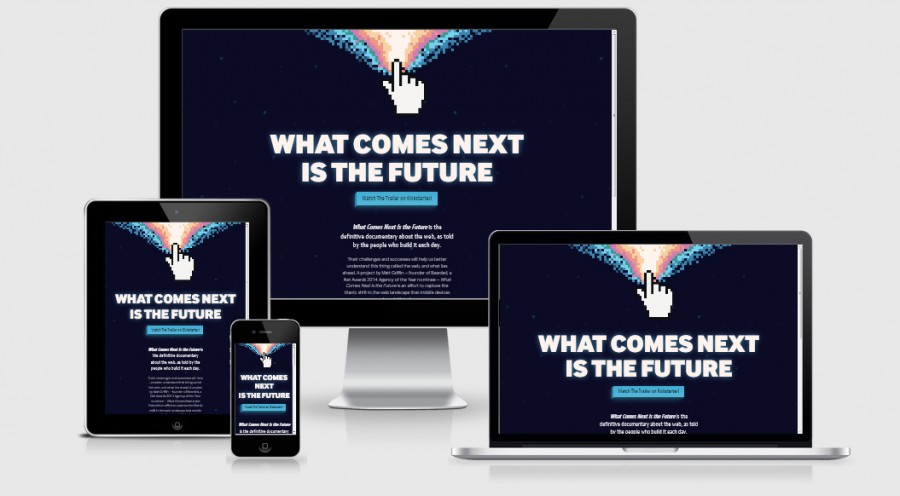 WHAT COMES NEXT
IS THE FUTURE
Watch The Trailer on Kickstarter!
What Comes Next Is the Future is the
definitive documentary about the web, as told
by the people who build it each day.
Their challenges and successes will help us better
understand this thing called the web, and what lies
ahead. A project by Matt Griffin – founder of Bearded, a
Net Awards 2014 Agency of the Year nominee – What
Comes Next Is the Future is an effort to capture the
titanic shift in the web landscape that mobile devices
WHAT COMES NEXT
IS THE FUTURE
Watch The Trailer on Kickstarter!
What Comes Next Is the Future is
the definitive documentary
about the web, as told by the
people who build it each day.
WHAT COMES
NEXT
IS THE FUTURE
Watch The Trailer on Kickstarter!
What Comes Next Is the Future
is the definitive documentary
WHAT COMES NEXT
IS THE FUTURE
Watch The Trailer on Kickstarter!
What Comes Next Is the Future is the
definitive documentary about the web, as told
by the people who build it each day.